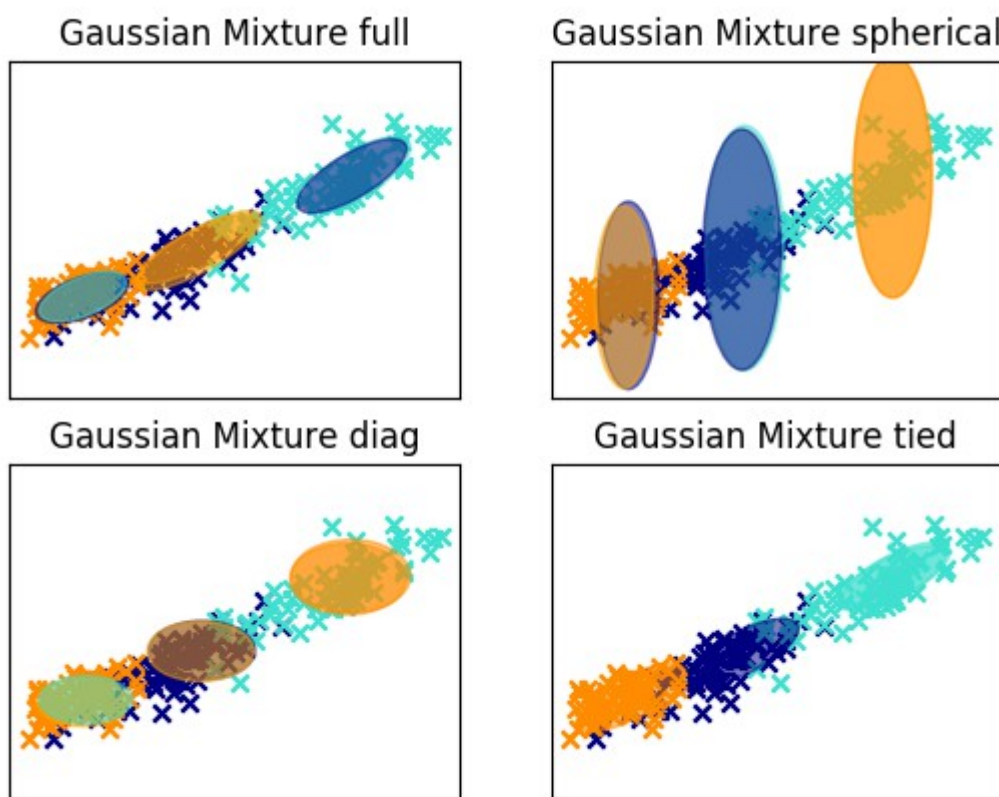 Gaussian Mixture full
Gaussian Mixture spherical
Gaussian Mixture diag
Gaussian Mixture tied